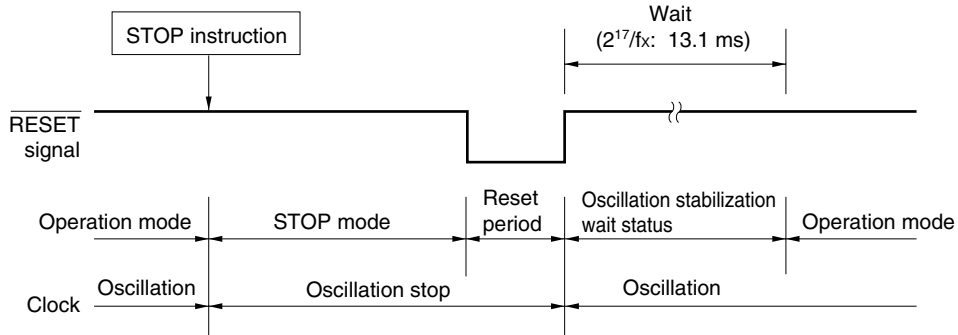 Wait
(2¹⁷/fx: 13.1 ms)
STOP instruction
RESET
signal
Operation mode
STOP mode
Reset
period
Oscillation stabilization
wait status
Operation mode
Clock
Oscillation
Oscillation stop
Oscillation